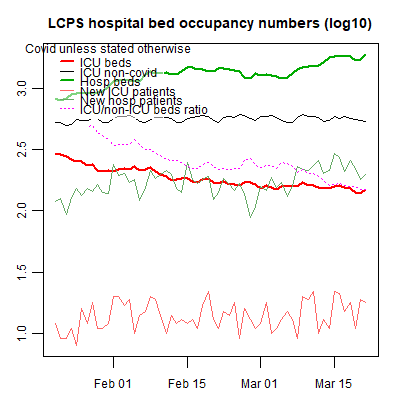 LCPS hospital bed occupancy numbers (log10)
Covid unless stated otherwise
ICU beds
ICU non-covid
Hosp beds
New ICU patients
New hosp patients
ICU/non-ICU beds ratio
3.0
2.5
2.0
1.5
1.0
Feb 01 Feb 15 Mar 01 Mar 15